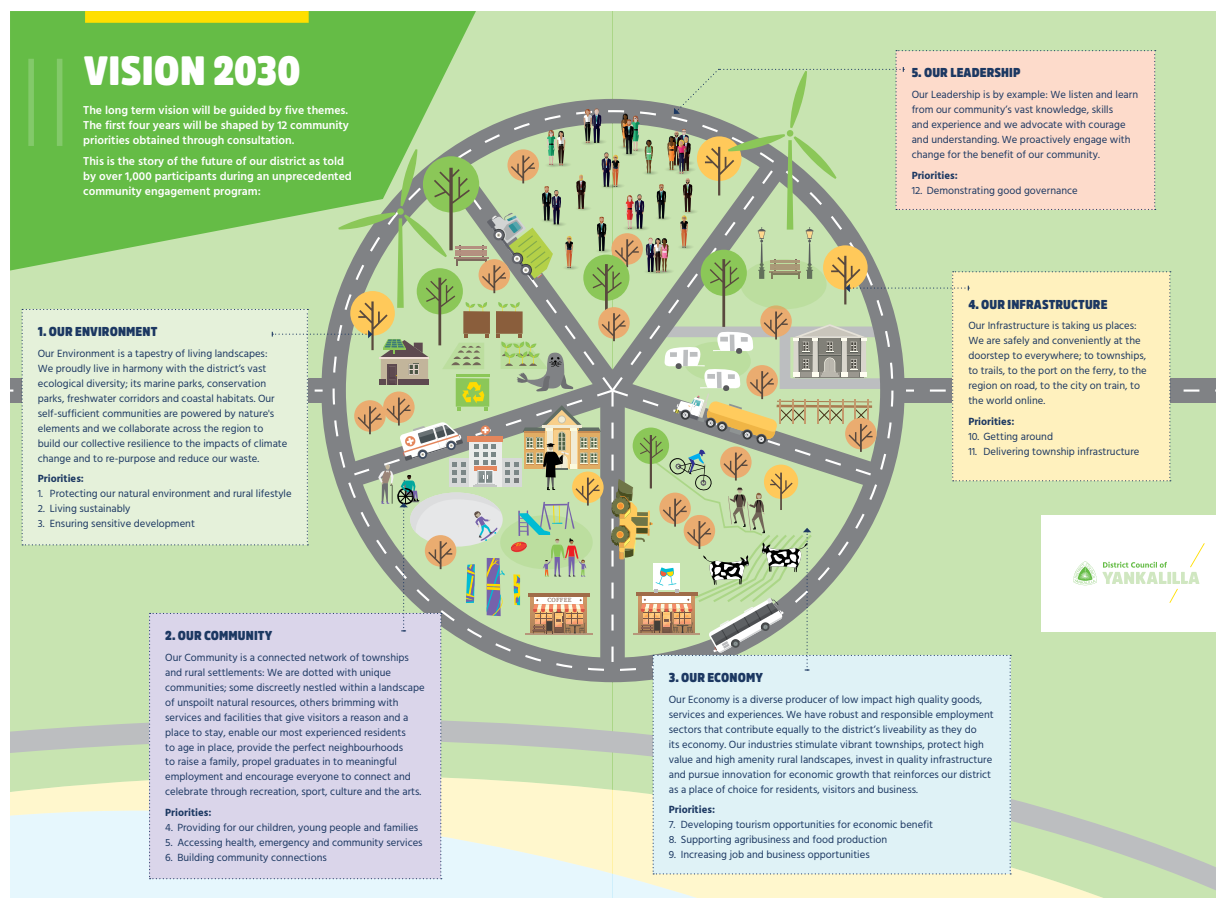 VISION 2030
The long term vision will be guided by five themes.
The first four years will be shaped by 12 community
priorities obtained through consultation.
This is the story of the future of our district as told
by over 1,000 participants during an unprecedented
community engagement program:
5. OUR LEADERSHIP
Our Leadership is by example: We listen and learn
from our community's vast knowledge, skills
and experience and we advocate with courage
and understanding. We proactively engage with
change for the benefit of our community.
Priorities:
12. Demonstrating good governance
4. OUR INFRASTRUCTURE
Our Infrastructure is taking us places:
We are safely and conveniently at the
doorstep to everywhere; to townships,
to trails, to the port on the ferry, to the
region on road, to the city on train, to
the world online.
Priorities:
10. Getting around
11. Delivering township infrastructure
1. OUR ENVIRONMENT
Our Environment is a tapestry of living landscapes:
We proudly live in harmony with the district's vast
ecological diversity; its marine parks, conservation
parks, freshwater corridors and coastal habitats. Our
self-sufficient communities are powered by nature's
elements and we collaborate across the region to
build our collective resilience to the impacts of climate
change and to re-purpose and reduce our waste.
Priorities:
1. Protecting our natural environment and rural lifestyle
2. Living sustainably
3. Ensuring sensitive development
COFFEE
District Council of
YANKALILLA
2. OUR COMMUNITY
Our Community is a connected network of townships
and rural settlements: We are dotted with unique
communities; some discreetly nestled within a landscape
of unspoilt natural resources, others brimming with
services and facilities that give visitors a reason and a
place to stay, enable our most experienced residents
to age in place, provide the perfect neighbourhoods
to raise a family, propel graduates in to meaningful
employment and encourage everyone to connect and
celebrate through recreation, sport, culture and the arts.
Priorities:
4. Providing for our children, young people and families
5. Accessing health, emergency and community services
6. Building community connections
3. OUR ECONOMY
Our Economy is a diverse producer of low impact high quality goods,
services and experiences. We have robust and responsible employment
sectors that contribute equally to the district's liveability as they do
its economy. Our industries stimulate vibrant townships, protect high
value and high amenity rural landscapes, invest in quality infrastructure
and pursue innovation for economic growth that reinforces our district
as a place of choice for residents, visitors and business.
Priorities:
7. Developing tourism opportunities for economic benefit
8. Supporting agribusiness and food production
9. Increasing job and business opportunities